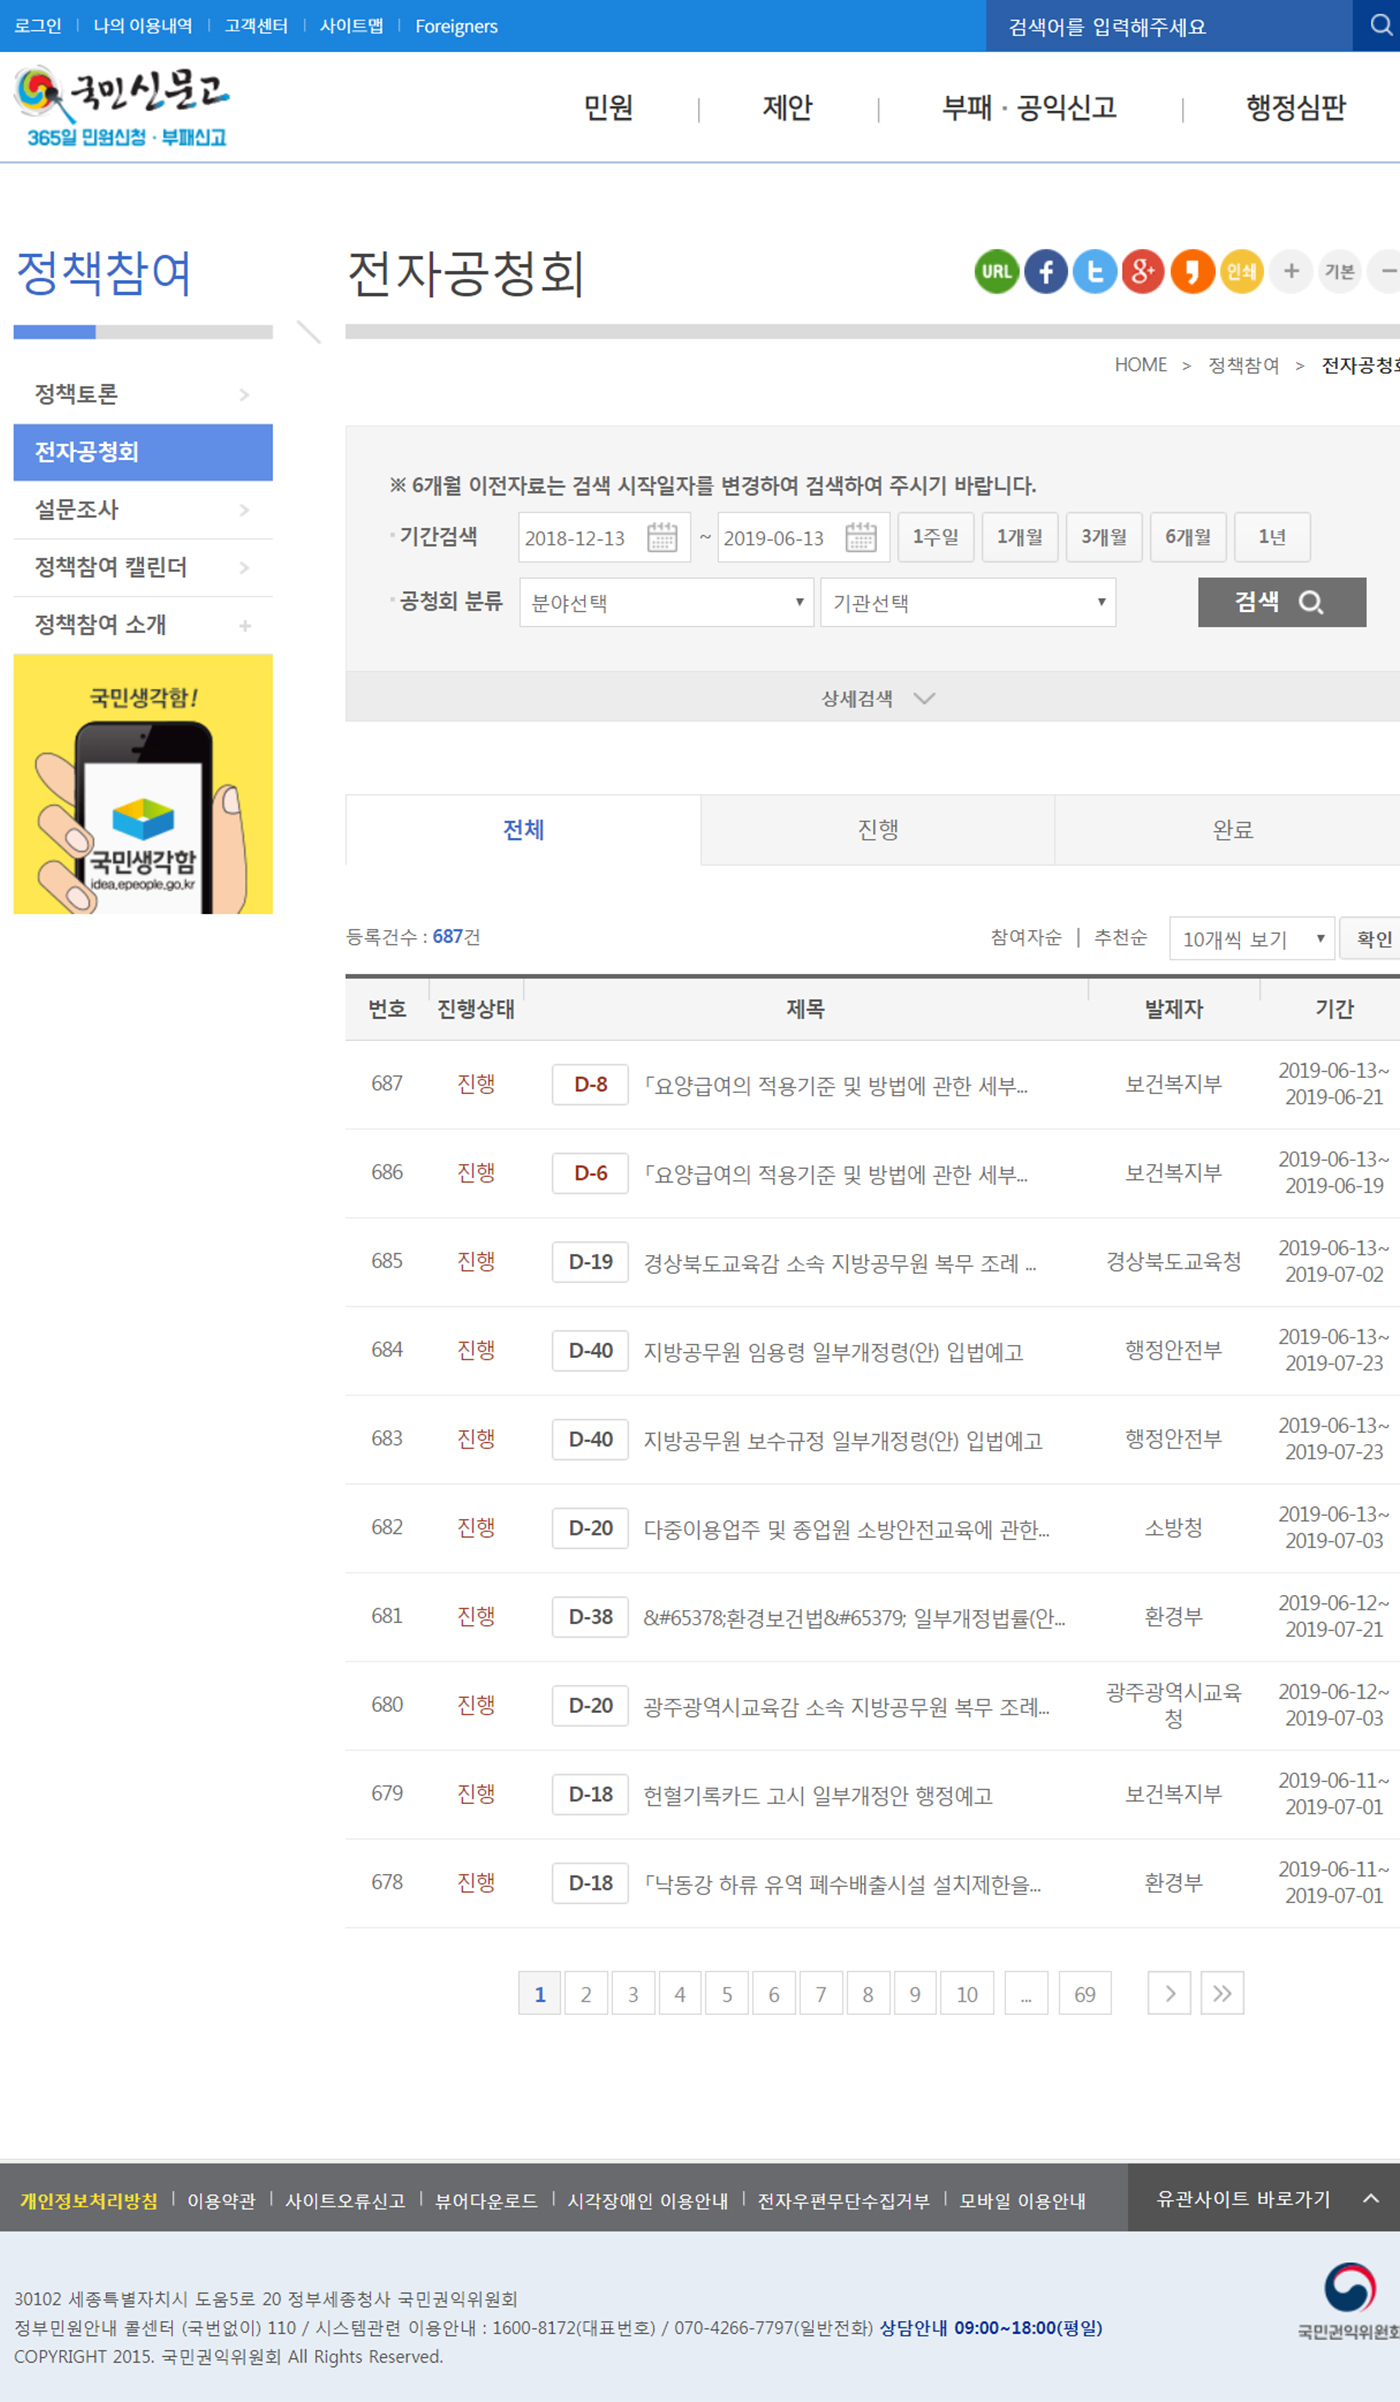 로그인 | 나의 이용내역 | 고객센터 | 사이트맵 | Foreigners
검색어를 입력해주세요
국민신문고
365일 민원신청 · 부패신고
민원 | 제안 | 부패 · 공익신고 | 행정심판
정책참여
전자공청회
URL f t g+ 인쇄 + 기본 −
HOME > 정책참여 > 전자공청회
정책토론
전자공청회
설문조사
정책참여 캘린더
정책참여 소개 +
국민생각함!
국민생각함
idea.epeople.go.kr
※ 6개월 이전자료는 검색 시작일자를 변경하여 검색하여 주시기 바랍니다.
기간검색 2018-12-13 ~ 2019-06-13 1주일 1개월 3개월 6개월 1년
공청회 분류 분야선택 ▼ 기관선택 ▼ 검색
상세검색
전체 진행 완료
등록건수 : 687건 참여자순 | 추천순 10개씩 보기 ▼ 확인
번호 진행상태 제목 발제자 기간
687 진행 D-8 「요양급여의 적용기준 및 방법에 관한 세부... 보건복지부 2019-06-13~
2019-06-21
686 진행 D-6 「요양급여의 적용기준 및 방법에 관한 세부... 보건복지부 2019-06-13~
2019-06-19
685 진행 D-19 경상북도교육감 소속 지방공무원 복무 조례 ... 경상북도교육청 2019-06-13~
2019-07-02
684 진행 D-40 지방공무원 임용령 일부개정령(안) 입법예고 행정안전부 2019-06-13~
2019-07-23
683 진행 D-40 지방공무원 보수규정 일부개정령(안) 입법예고 행정안전부 2019-06-13~
2019-07-23
682 진행 D-20 다중이용업주 및 종업원 소방안전교육에 관한... 소방청 2019-06-13~
2019-07-03
681 진행 D-38 &#65378;환경보건법&#65379; 일부개정법률(안... 환경부 2019-06-12~
2019-07-21
680 진행 D-20 광주광역시교육감 소속 지방공무원 복무 조례... 광주광역시교육청 2019-06-12~
2019-07-03
679 진행 D-18 헌혈기록카드 고시 일부개정안 행정예고 보건복지부 2019-06-11~
2019-07-01
678 진행 D-18 「낙동강 하류 유역 폐수배출시설 설치제한을... 환경부 2019-06-11~
2019-07-01
1 2 3 4 5 6 7 8 9 10 ... 69 > >>
개인정보처리방침 | 이용약관 | 사이트오류신고 | 뷰어다운로드 | 시각장애인 이용안내 | 전자우편무단수집거부 | 모바일 이용안내
유관사이트 바로가기
30102 세종특별자치시 도움5로 20 정부세종청사 국민권익위원회
정부민원안내 콜센터 (국번없이) 110 / 시스템관련 이용안내 : 1600-8172(대표번호) / 070-4266-7797(일반전화) 상담안내 09:00~18:00(평일)
COPYRIGHT 2015. 국민권익위원회 All Rights Reserved.
국민권익위원회